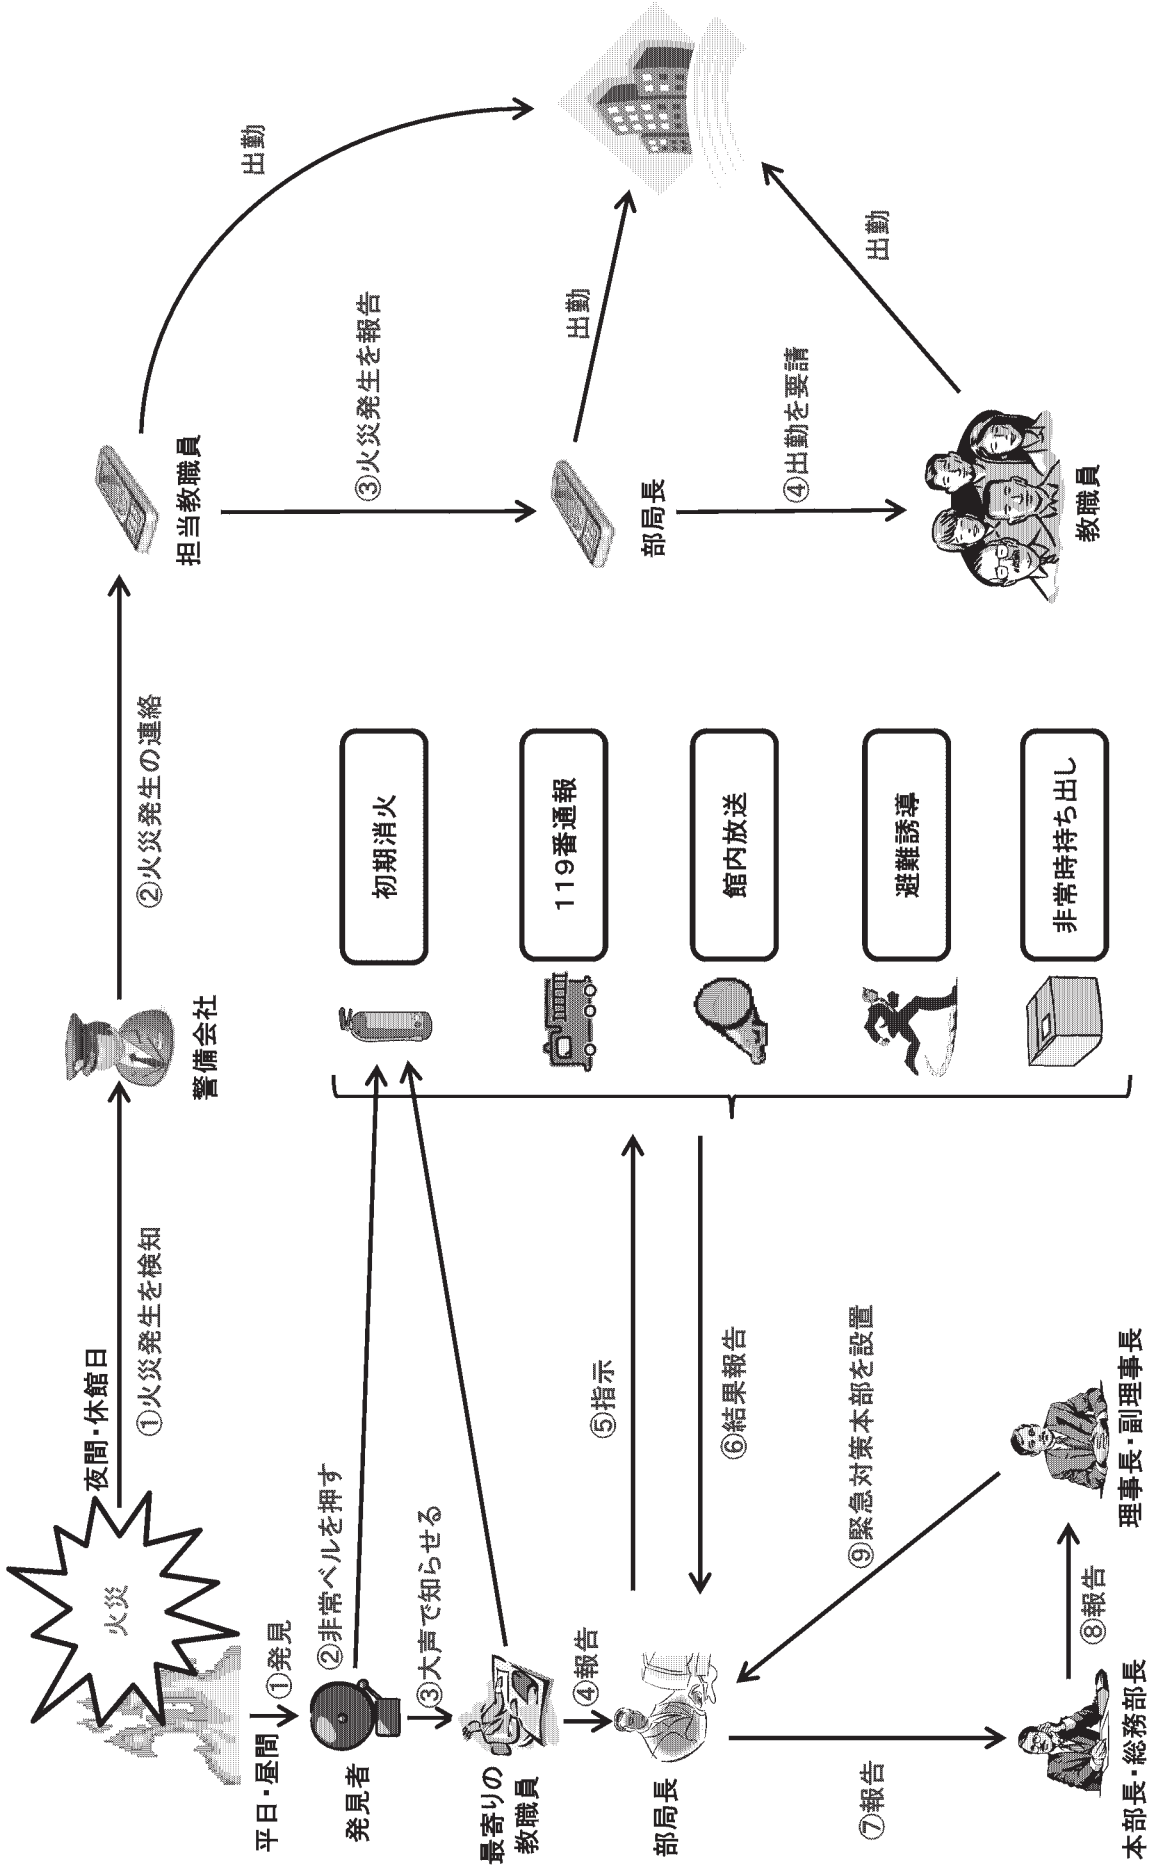 火災
夜間・休館日
①火災発生を検知
警備会社
②火災発生の連絡
担当教職員
出勤
③火災発生を報告
部局長
出勤
④出勤を要請
教職員
出勤
平日・昼間
①発見
発見者
②非常ベルを押す
③大声で知らせる
最寄りの
教職員
④報告
部局長
⑤指示
⑥結果報告
初期消火
119番通報
館内放送
避難誘導
非常時持ち出し
⑦報告
本部長・総務部長
⑧報告
理事長・副理事長
⑨緊急対策本部を設置